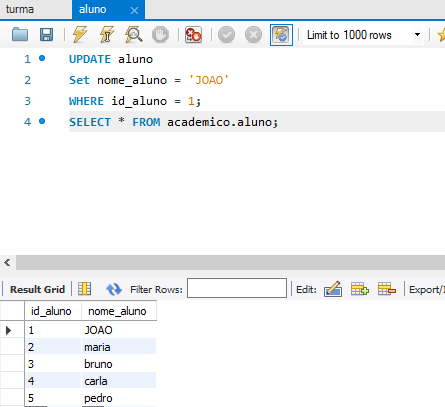 turma aluno
Limit to 1000 rows
1 UPDATE aluno
2 Set nome_aluno = 'JOAO'
3 WHERE id_aluno = 1;
4 SELECT * FROM academico.aluno;
Result Grid Filter Rows: Edit: Export/I
id_aluno nome_aluno
1 JOAO
2 maria
3 bruno
4 carla
5 pedro